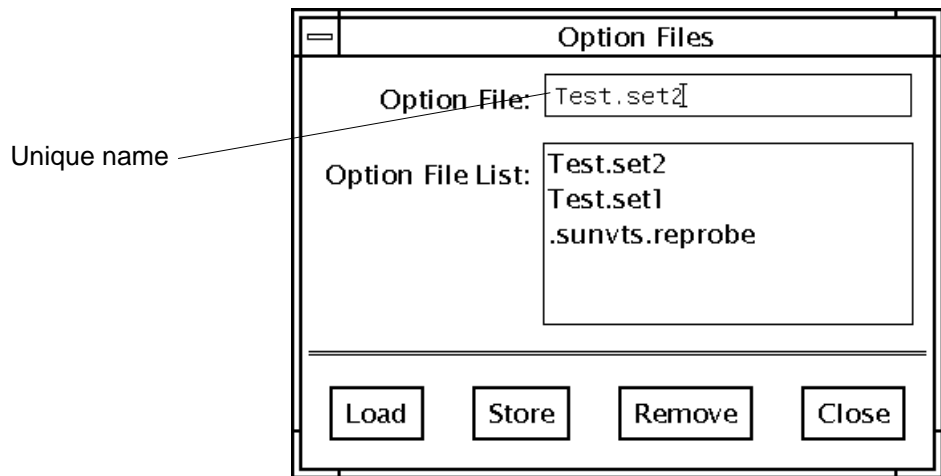 Option Files
Option File: Test.set2
Unique name
Option File List:
Test.set2
Test.set1
.sunvts.reprobe
Load Store Remove Close